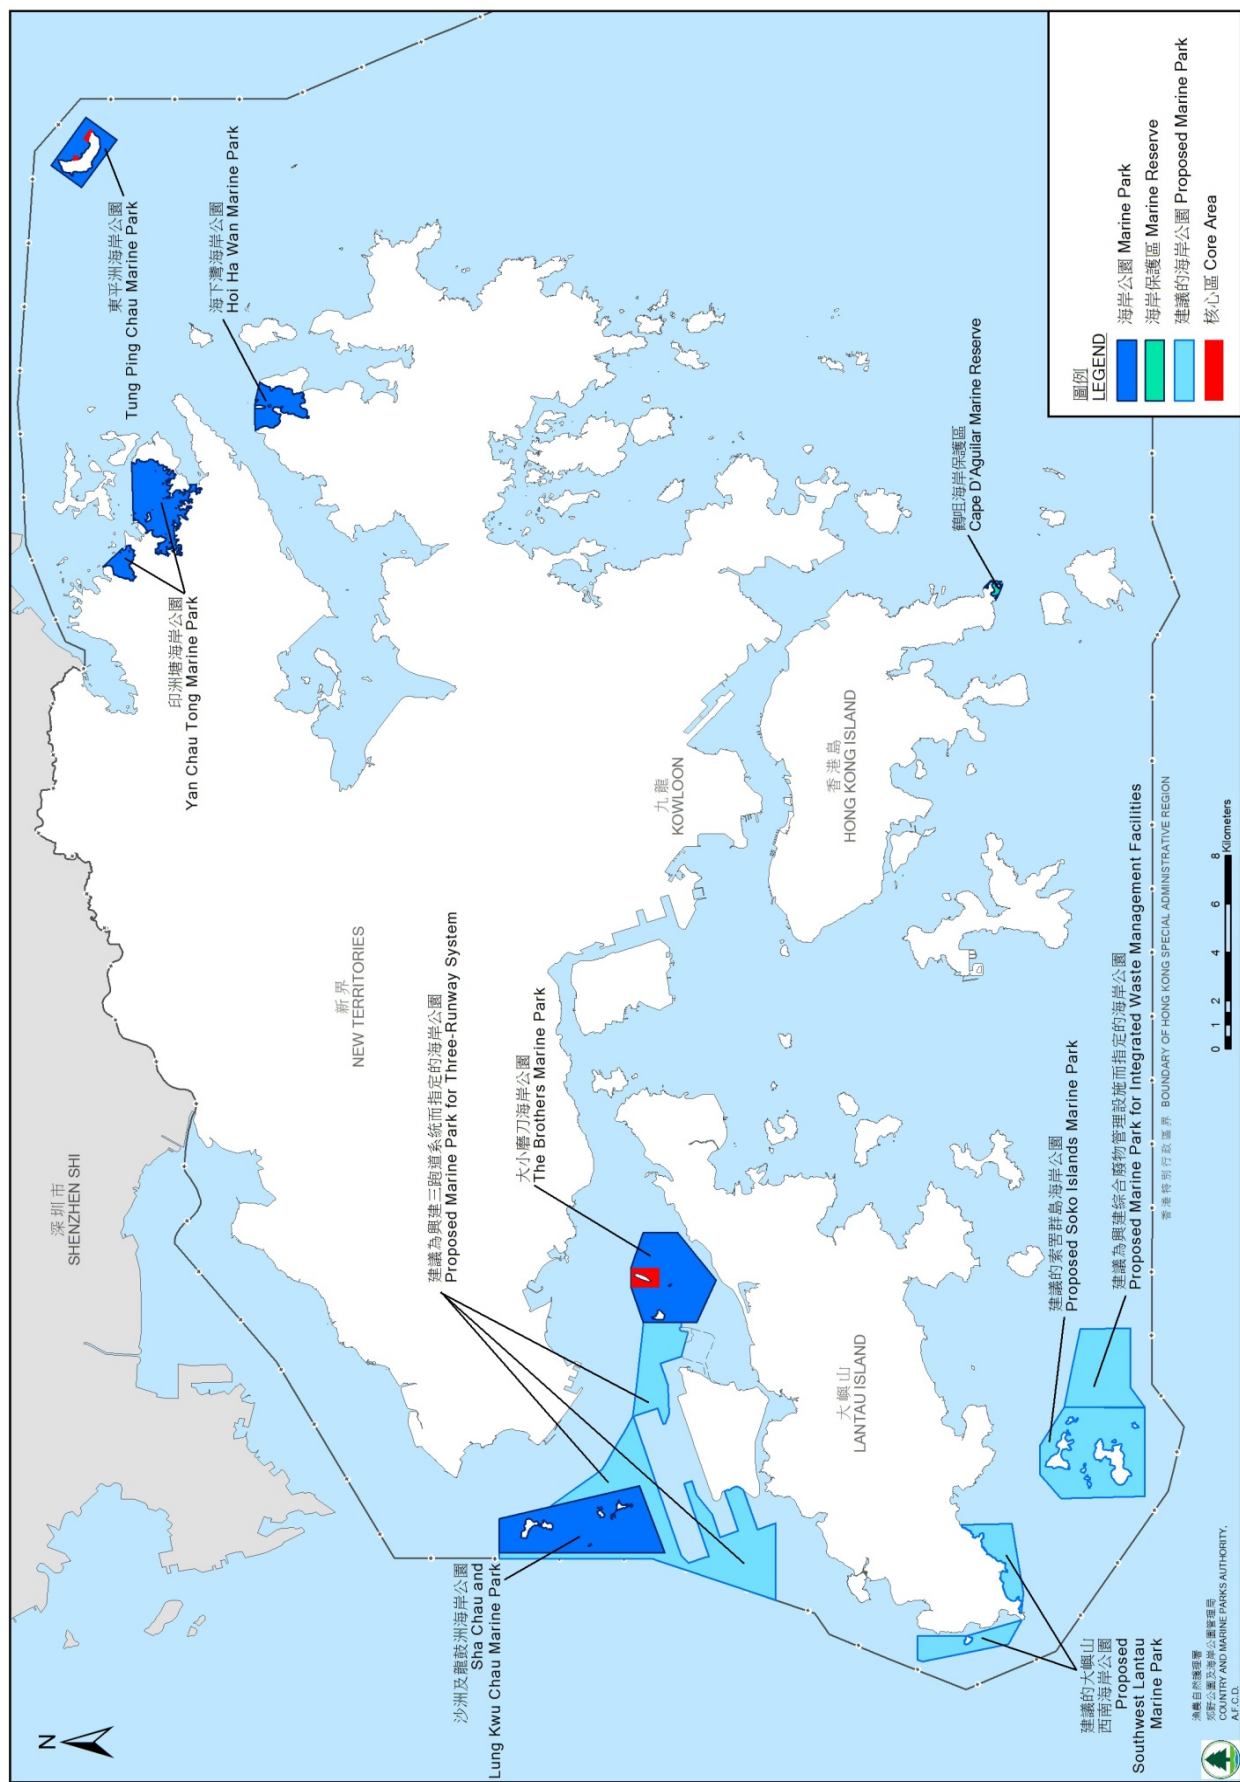 N
深圳市
SHENZHEN SHI
東平洲海岸公園
Tung Ping Chau Marine Park
印洲塘海岸公園
Yan Chau Tong Marine Park
海下灣海岸公園
Hoi Ha Wan Marine Park
新界
NEW TERRITORIES
建議為興建三跑道系統而指定的海岸公園
Proposed Marine Park for Three-Runway System
沙洲及龍鼓洲海岸公園
Sha Chau and
Lung Kwu Chau Marine Park
大小磨刀海岸公園
The Brothers Marine Park
九龍
KOWLOON
香港島
HONG KONG ISLAND
大嶼山
LANTAU ISLAND
鶴咀海岸保護區
Cape D'Aguilar Marine Reserve
建議的索罟群島海岸公園
Proposed Soko Islands Marine Park
建議為興建綜合廢物管理設施而指定的海岸公園
Proposed Marine Park for Integrated Waste Management Facilities
建議的大嶼山
西南海岸公園
Proposed
Southwest Lantau
Marine Park
香港特別行政區界 BOUNDARY OF HONG KONG SPECIAL ADMINISTRATIVE REGION
圖例
LEGEND
海岸公園 Marine Park
海岸保護區 Marine Reserve
建議的海岸公園 Proposed Marine Park
核心區 Core Area
0 1 2 4 6 8
Kilometers
漁農自然護理署
郊野公園及海岸公園管理局
COUNTRY AND MARINE PARKS AUTHORITY,
A.F.C.D.